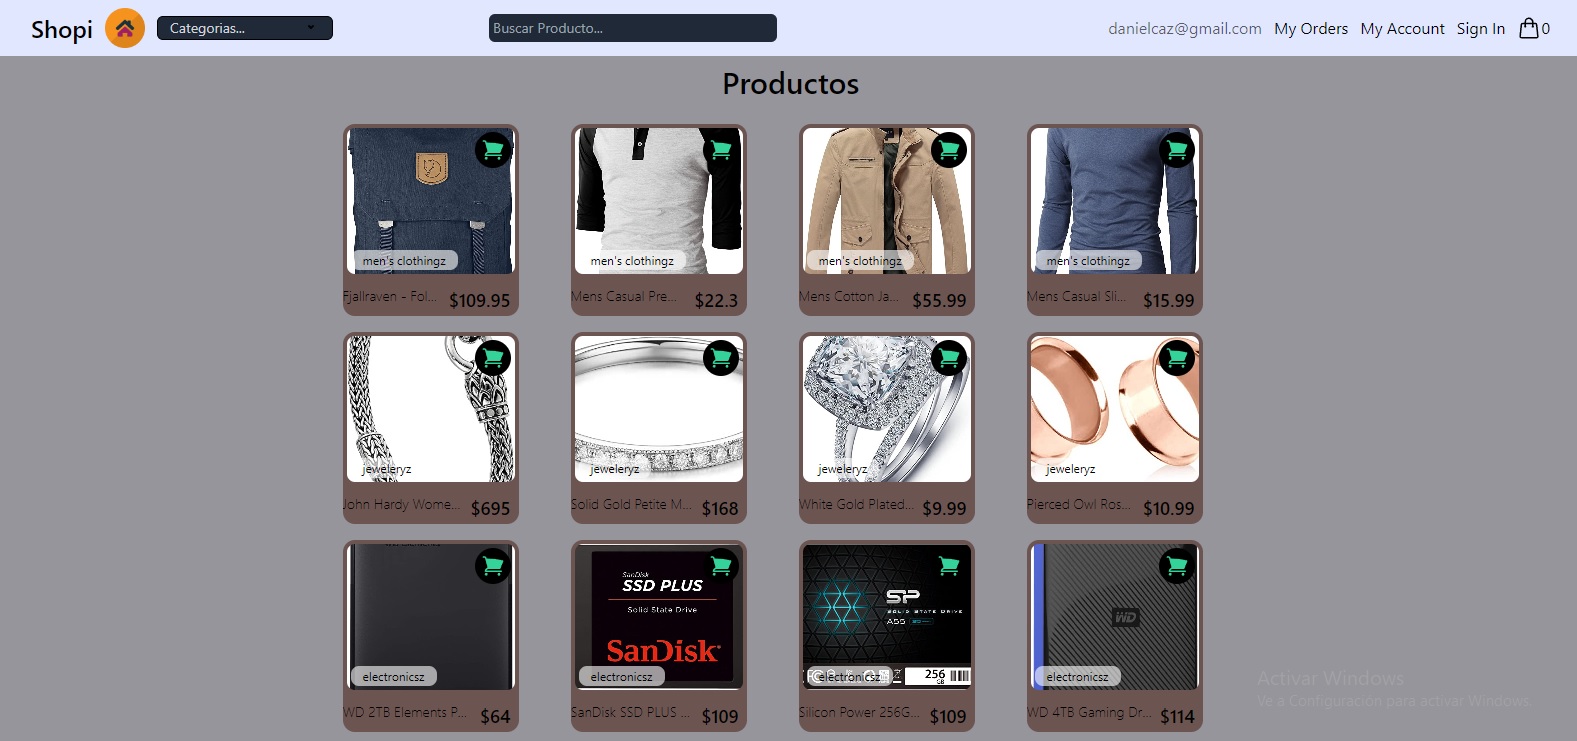 Shopi
Categorias...
Buscar Producto...
danielcaz@gmail.com
My Orders
My Account
Sign In
0
Productos
men's clothingz
men's clothingz
men's clothingz
men's clothingz
Fjallraven - Fol...
$109.95
Mens Casual Pre...
$22.3
Mens Cotton Ja...
$55.99
Mens Casual Sli...
$15.99
jeweleryz
jeweleryz
jeweleryz
jeweleryz
John Hardy Wome...
$695
Solid Gold Petite M...
$168
White Gold Plated...
$9.99
Pierced Owl Ros...
$10.99
SanDisk
SSD PLUS
Solid State Drive
SanDisk
SP
SOLID STATE DRIVE
A55
256
GB
WD
electronicsz
electronicsz
electronicsz
electronicsz
WD 2TB Elements P...
$64
SanDisk SSD PLUS ...
$109
Silicon Power 256G...
$109
WD 4TB Gaming Dr...
$114
Activar Windows
Ve a Configuración para activar Windows.